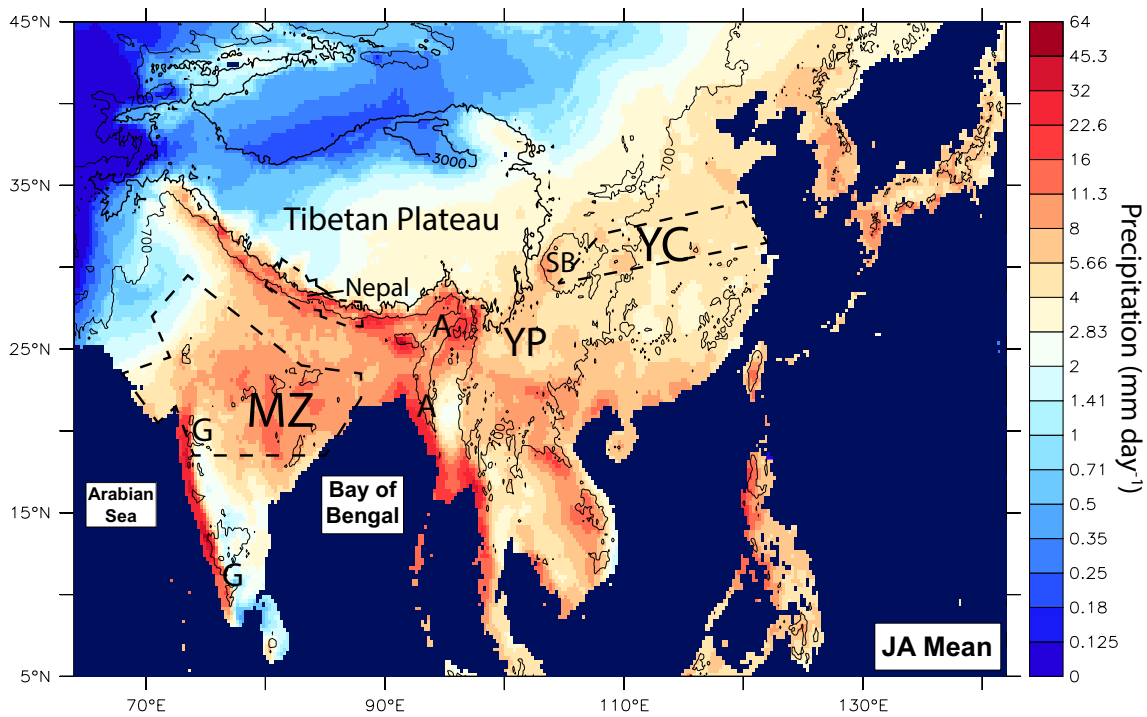 45°N
35°N
25°N
15°N
5°N
70°E
90°E
110°E
130°E
700
3000
700
700
700
Tibetan Plateau
Nepal
SB
YC
YP
A
A
MZ
G
G
Arabian
Sea
Bay of
Bengal
JA Mean
64
45.3
32
22.6
16
11.3
8
5.66
4
2.83
2
1.41
1
0.71
0.5
0.35
0.25
0.18
0.125
0
Precipitation (mm day⁻¹)